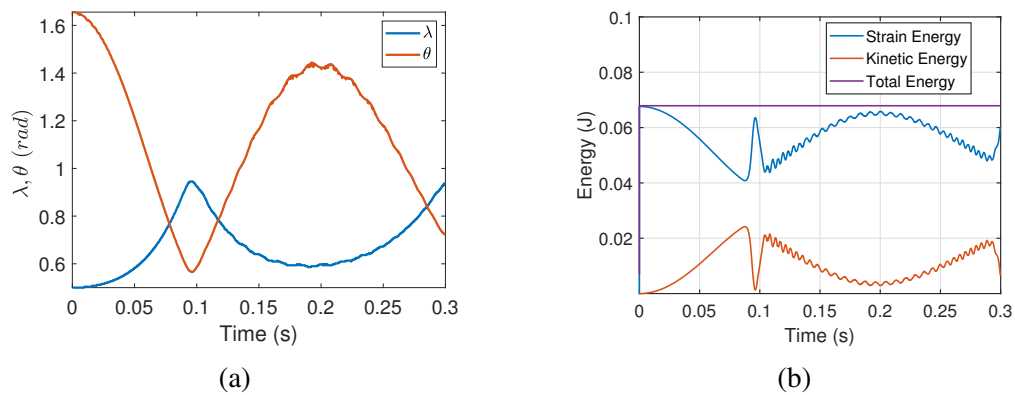 1.6
1.4
1.2
1
0.8
0.6
λ, θ (rad)
λ
θ
0
0.05
0.1
0.15
0.2
0.25
0.3
Time (s)
(a)
0.1
0.08
0.06
0.04
0.02
Energy (J)
Strain Energy
Kinetic Energy
Total Energy
0
0.05
0.1
0.15
0.2
0.25
0.3
Time (s)
(b)